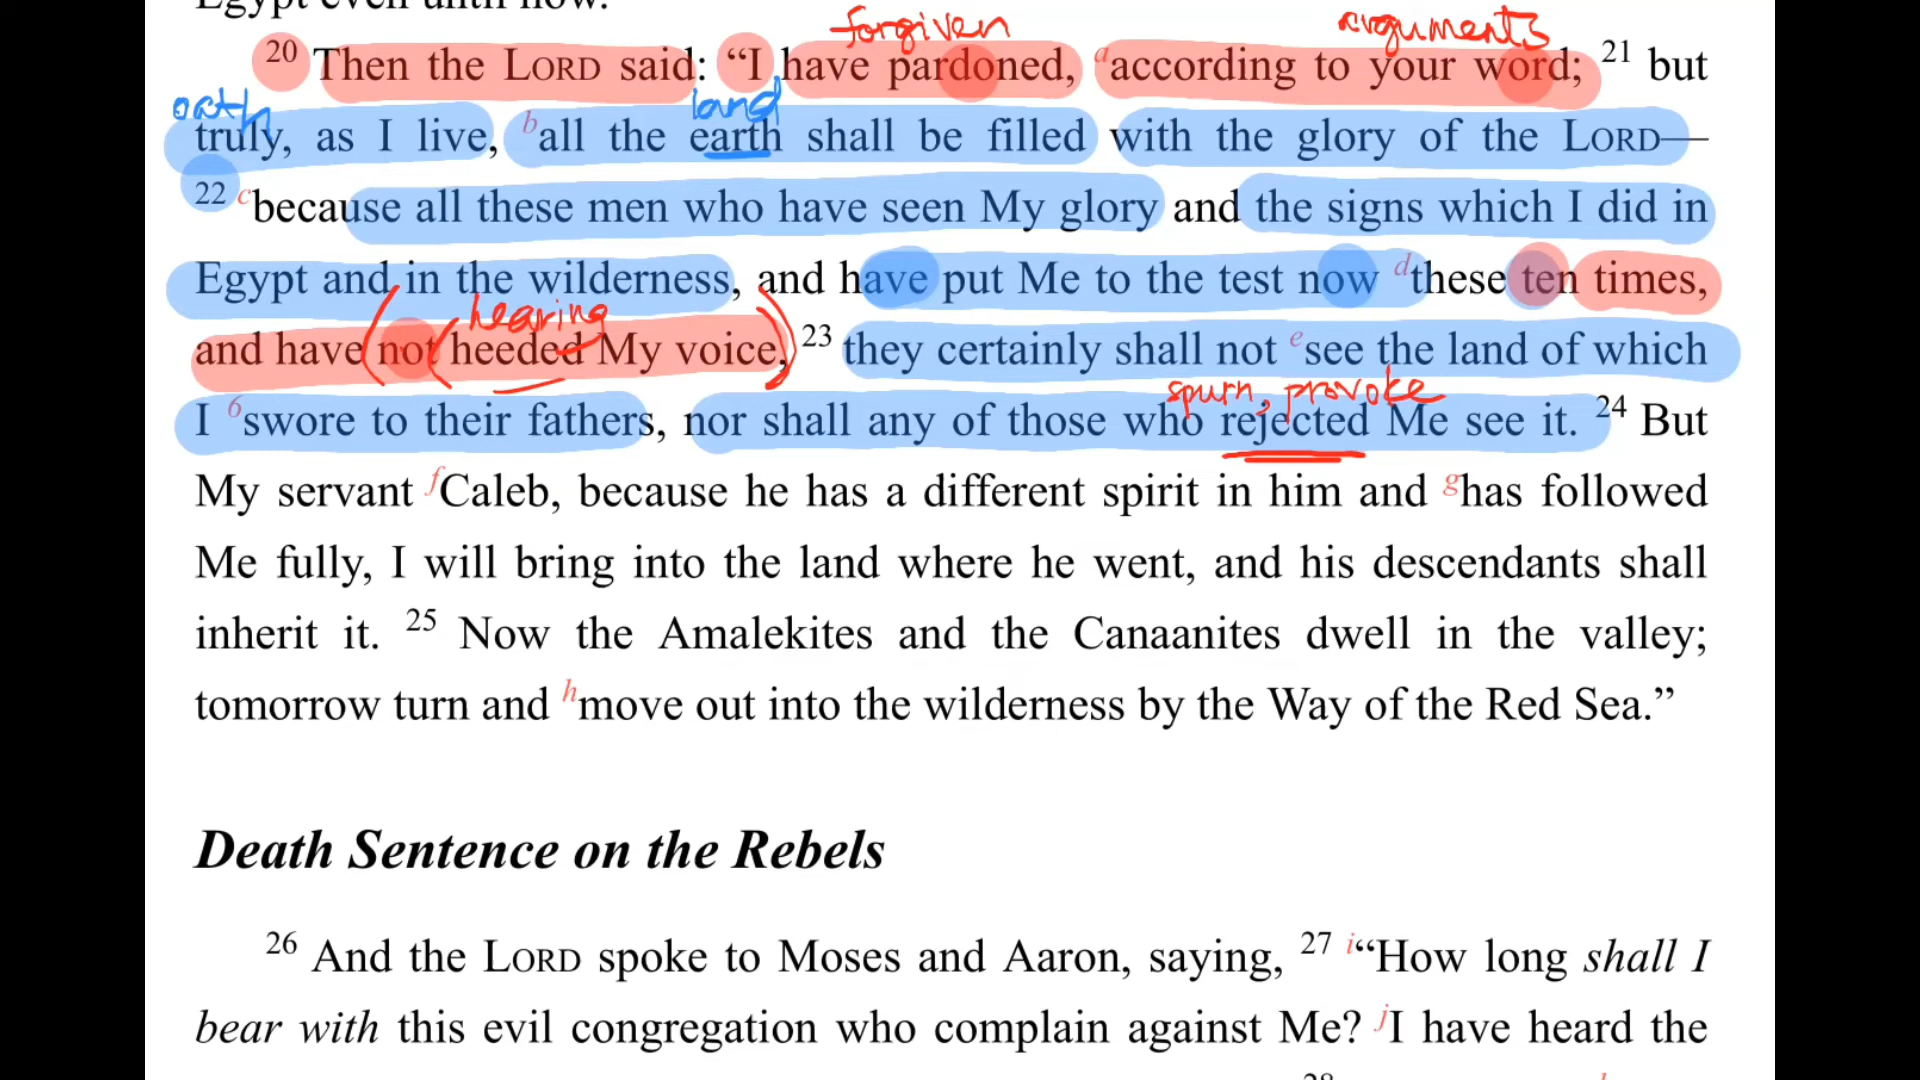 Egypt even until now.”
forgiven arguments
20 Then the LORD said: “I have pardoned, a according to your word; 21 but
oath land
truly, as I live, b all the earth shall be filled with the glory of the LORD—
22 c because all these men who have seen My glory and the signs which I did in
Egypt and in the wilderness, and have put Me to the test now d these ten times,
hearing
and have (not (heeded My voice,) 23 they certainly shall not e see the land of which
spurn, provoke
I 6 swore to their fathers, nor shall any of those who rejected Me see it. 24 But
My servant f Caleb, because he has a different spirit in him and g has followed
Me fully, I will bring into the land where he went, and his descendants shall
inherit it. 25 Now the Amalekites and the Canaanites dwell in the valley;
tomorrow turn and h move out into the wilderness by the Way of the Red Sea.”
Death Sentence on the Rebels
26 And the LORD spoke to Moses and Aaron, saying, 27 i “How long shall I
bear with this evil congregation who complain against Me? j I have heard the
28